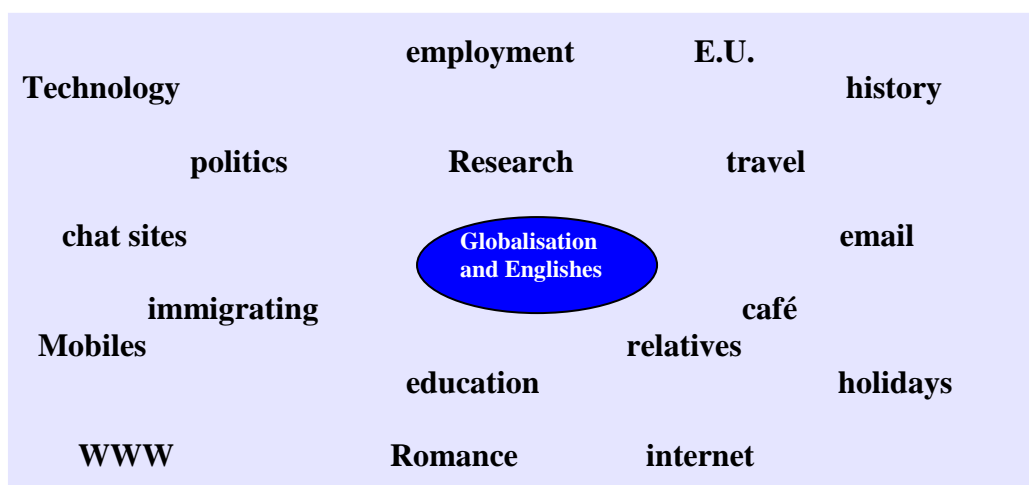 employment E.U.
Technology history
politics Research travel
chat sites Globalisation email
and Englishes
immigrating café
Mobiles relatives
education holidays
WWW Romance internet